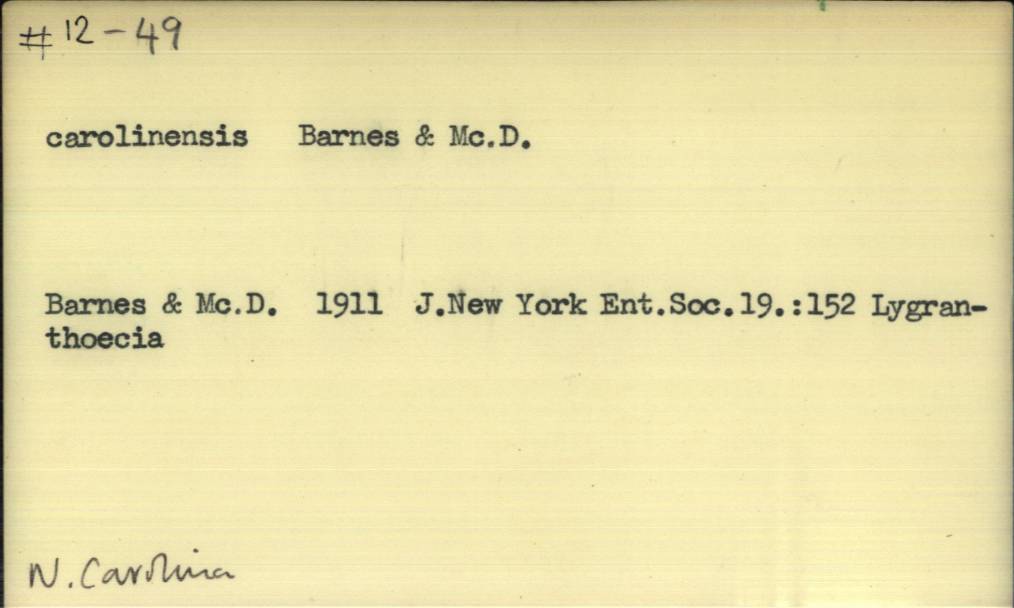 # 12-49
carolinensis Barnes & Mc.D.
Barnes & Mc.D. 1911 J.New York Ent.Soc.19.:152 Lygran-
thoecia
N. Carolina